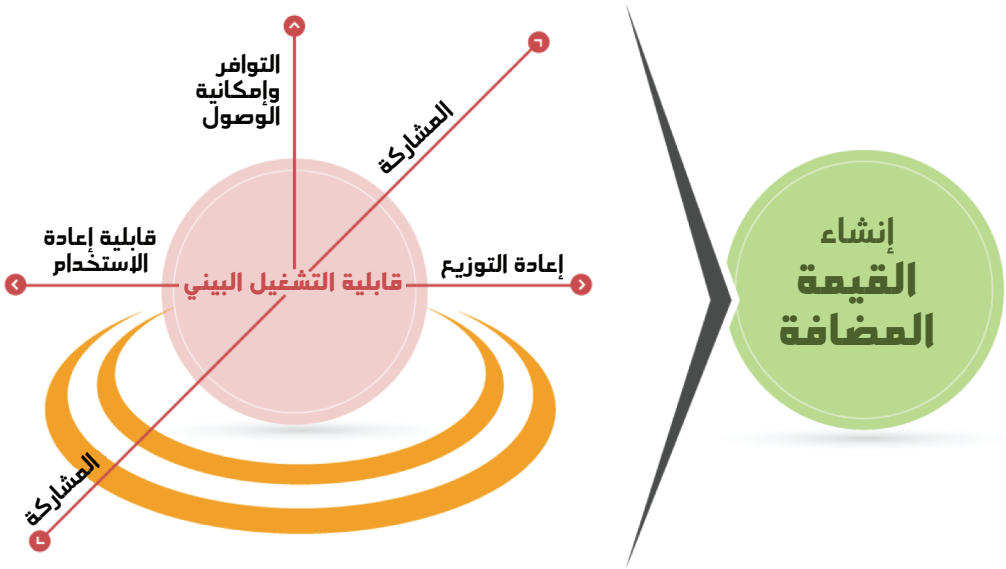 التوافر
وإمكانية
الوصول
المشاركة
قابلية إعادة
الاستخدام
إعادة التوزيع
قابلية التشغيل البيني
المشاركة
إنشاء
القيمة
المضافة